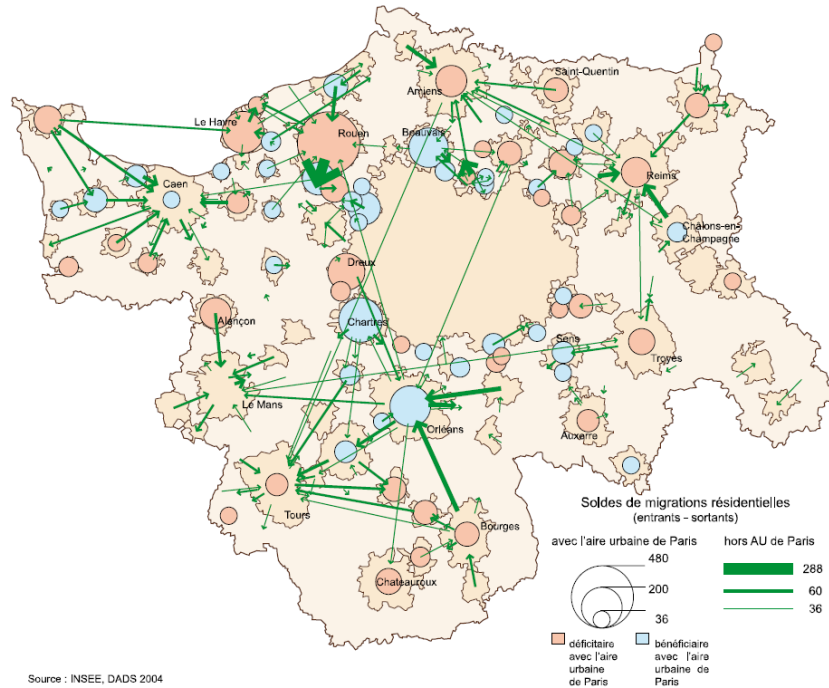 Saint-Quentin
Amiens
Le Havre
Rouen
Beauvais
Caen
Reims
Châlons-en-
Champagne
Dreux
Alençon
Chartres
Sens
Troyes
Le Mans
Orléans
Auxerre
Tours
Bourges
Chateauroux
Soldes de migrations résidentielles
(entrants - sortants)
avec l'aire urbaine de Paris
hors AU de Paris
480
200
36
288
60
36
déficitaire
avec l'aire
urbaine
de Paris
bénéficiaire
avec l'aire
urbaine de
Paris
Source : INSEE, DADS 2004